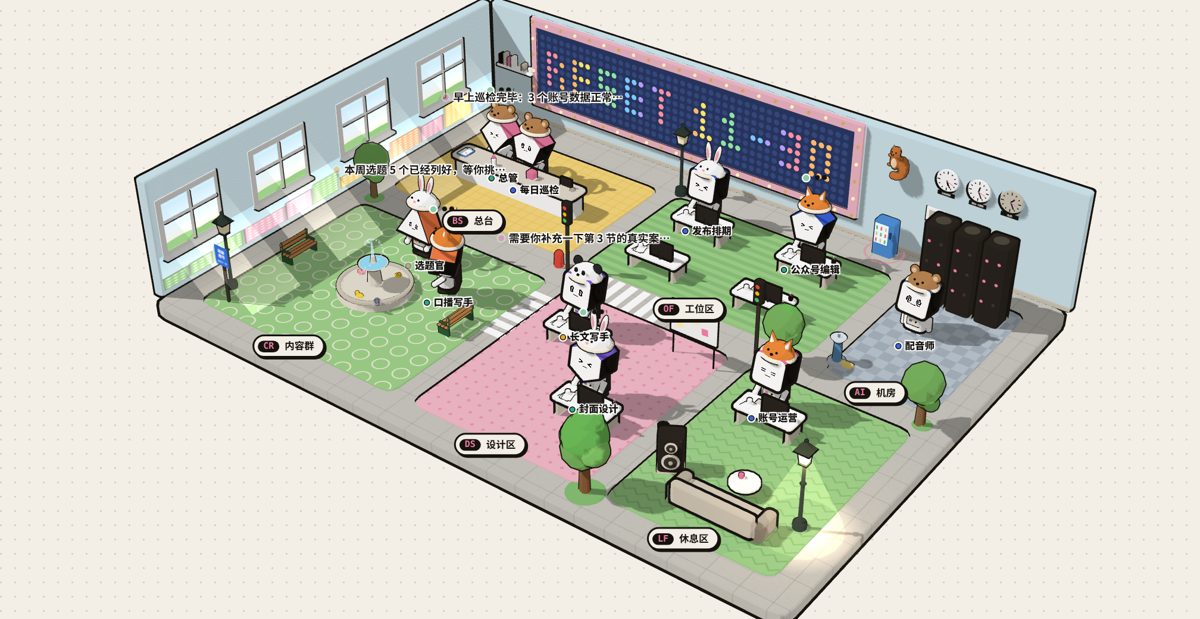 早上巡检完毕：3 个账号数据正常…
本周选题 5 个已经列好，等你挑…
总管
每日巡检
BS 总台
发布排期
需要你补充一下第 3 节的真实案…
选题官
公众号编辑
口播写手
OF 工位区
长文写手
CR 内容群
配音师
AI 机房
封面设计
账号运营
DS 设计区
LF 休息区